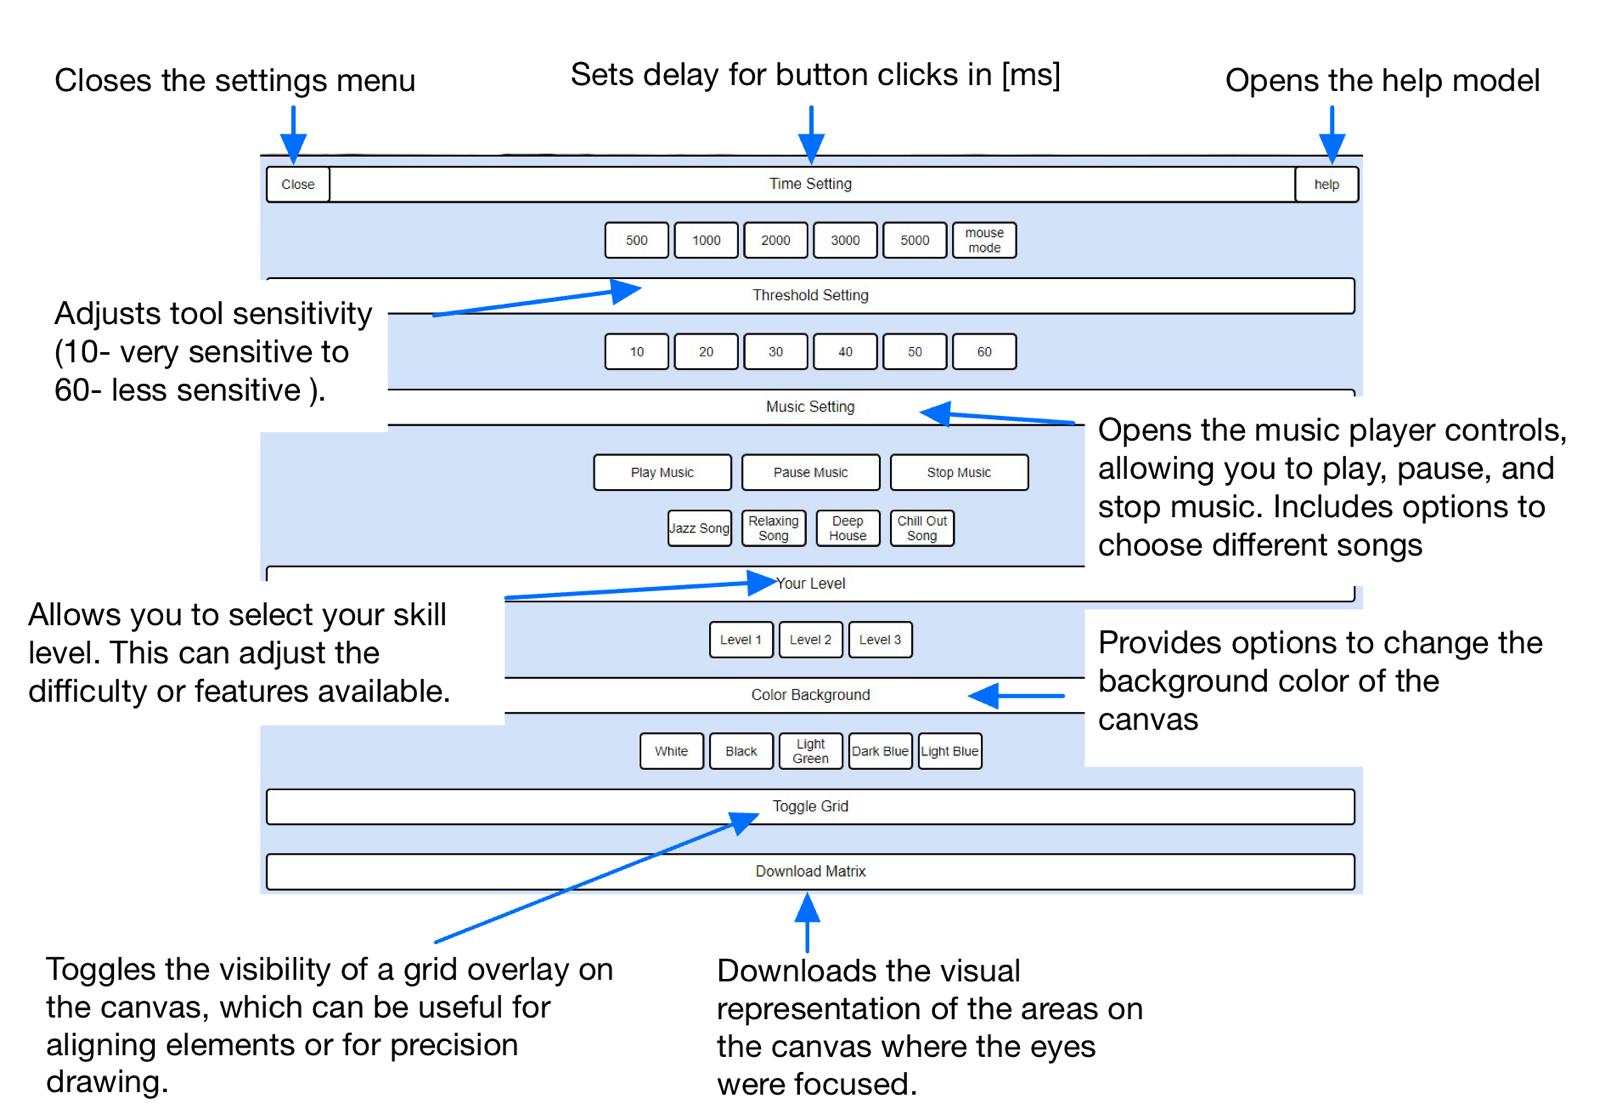 Closes the settings menu
Sets delay for button clicks in [ms]
Opens the help model
Close
Time Setting
help
500
1000
2000
3000
5000
mouse
mode
Threshold Setting
Adjusts tool sensitivity
(10- very sensitive to
60- less sensitive ).
10
20
30
40
50
60
Music Setting
Opens the music player controls,
allowing you to play, pause, and
stop music. Includes options to
choose different songs
Play Music
Pause Music
Stop Music
Jazz Song
Relaxing
Song
Deep
House
Chill Out
Song
Your Level
Allows you to select your skill
level. This can adjust the
difficulty or features available.
Level 1
Level 2
Level 3
Provides options to change the
background color of the
canvas
Color Background
White
Black
Light
Green
Dark Blue
Light Blue
Toggle Grid
Download Matrix
Toggles the visibility of a grid overlay on
the canvas, which can be useful for
aligning elements or for precision
drawing.
Downloads the visual
representation of the areas on
the canvas where the eyes
were focused.